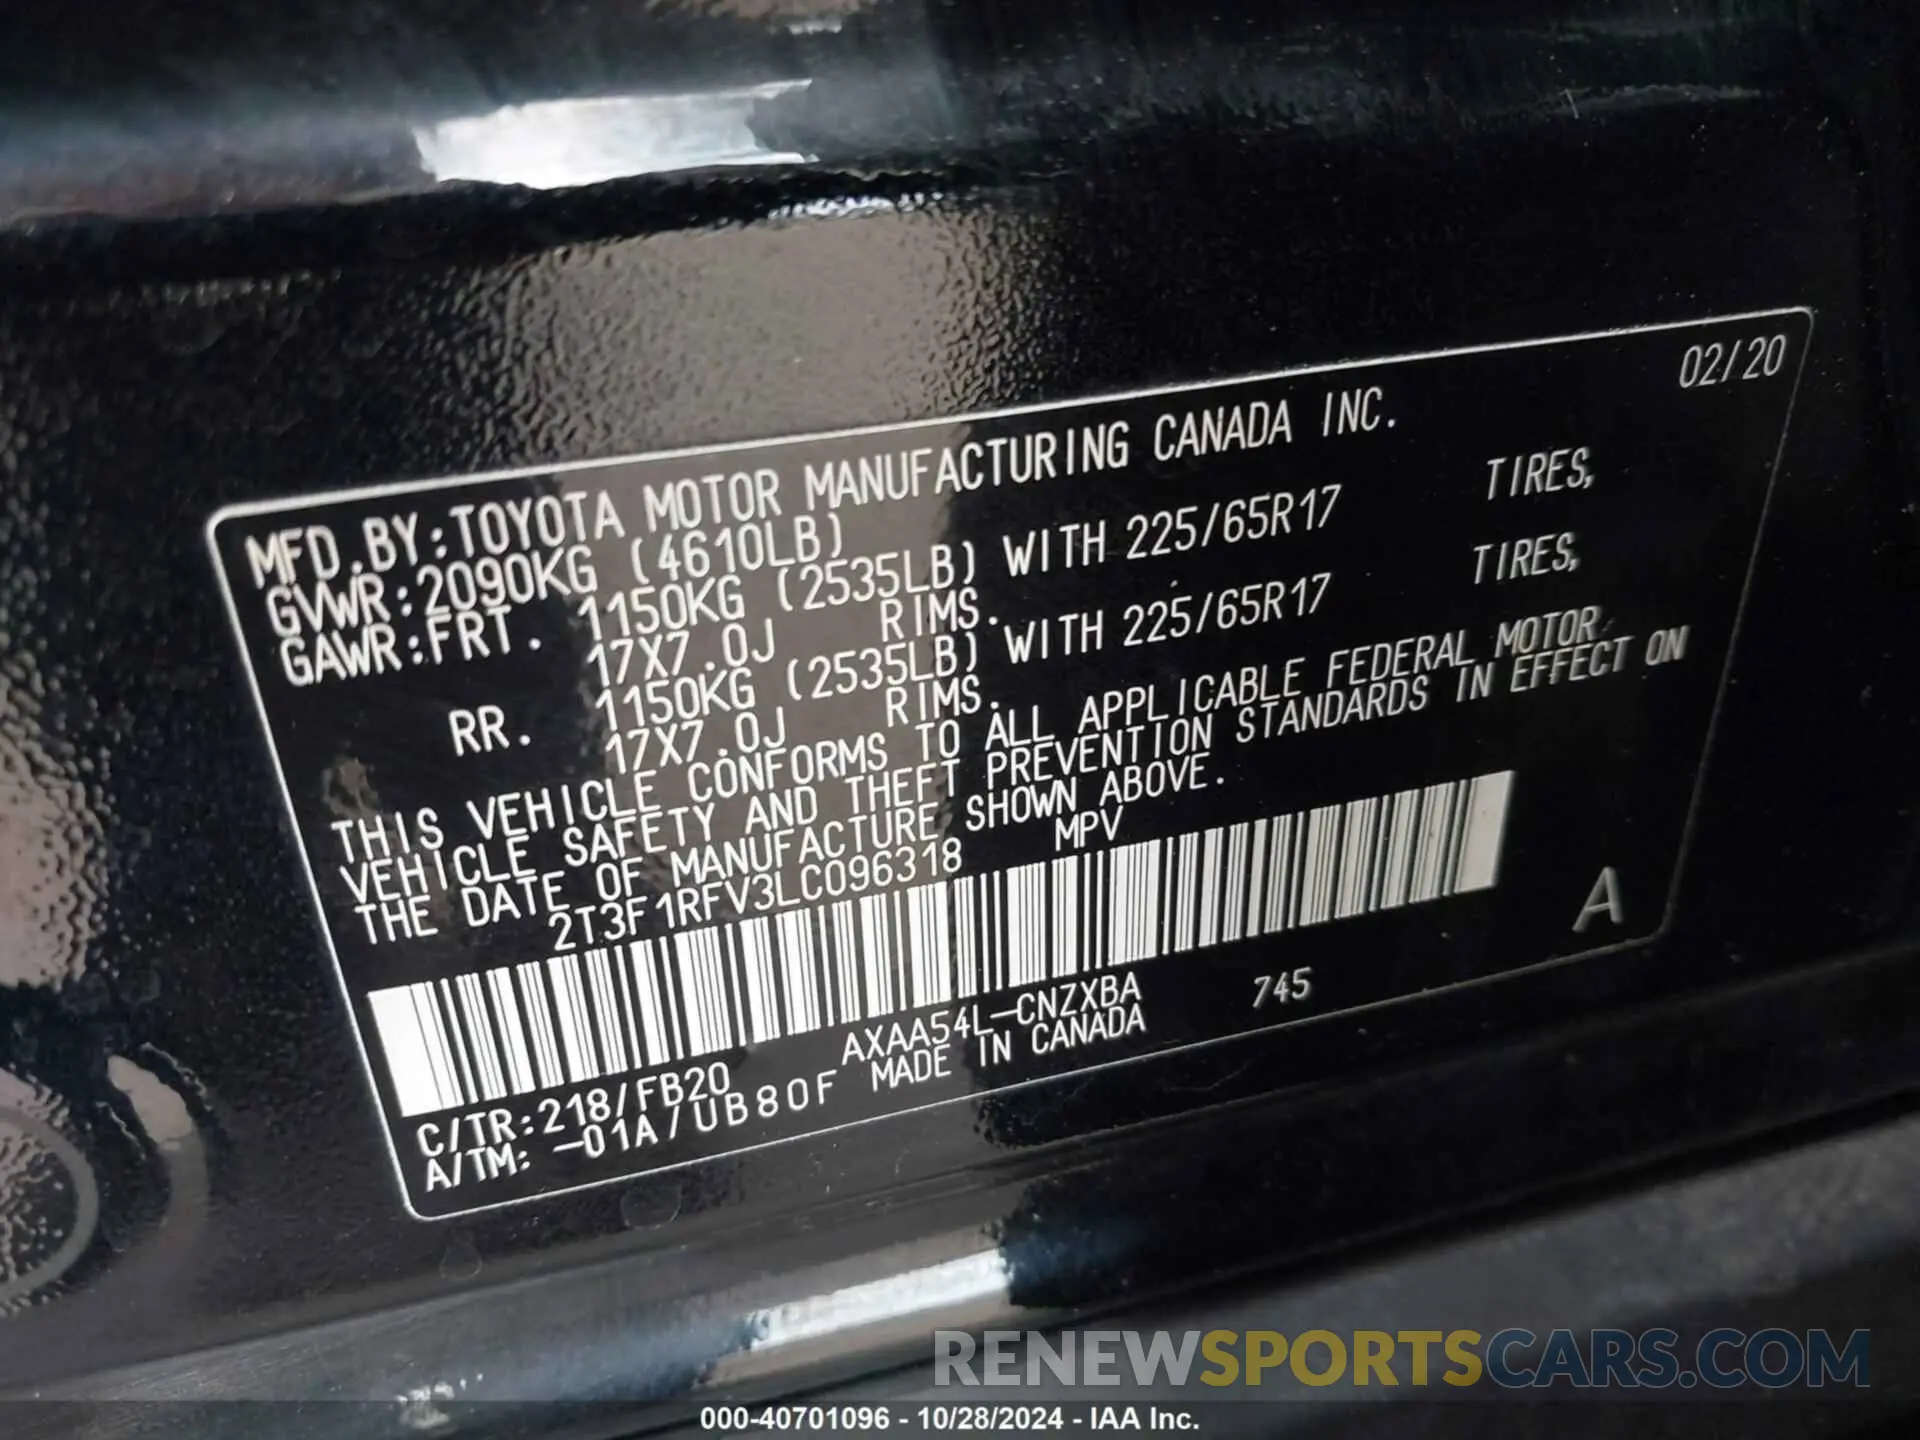 02/20
MFD.BY:TOYOTA MOTOR MANUFACTURING CANADA INC.
GVWR:2090KG (4610LB)
GAWR:FRT. 1150KG (2535LB) WITH 225/65R17 TIRES,
17X7.0J RIMS.
RR. 1150KG (2535LB) WITH 225/65R17 TIRES,
17X7.0J RIMS.
THIS VEHICLE CONFORMS TO ALL APPLICABLE FEDERAL MOTOR
VEHICLE SAFETY AND THEFT PREVENTION STANDARDS IN EFFECT ON
THE DATE OF MANUFACTURE SHOWN ABOVE.
2T3F1RFV3LC096318 MPV
A
C/TR:218/FB20 AXAA54L-CNZXBA 745
A/TM: -01A/UB80F MADE IN CANADA
RENEWSPORTSCARS.COM
000-40701096 - 10/28/2024 - IAA Inc.